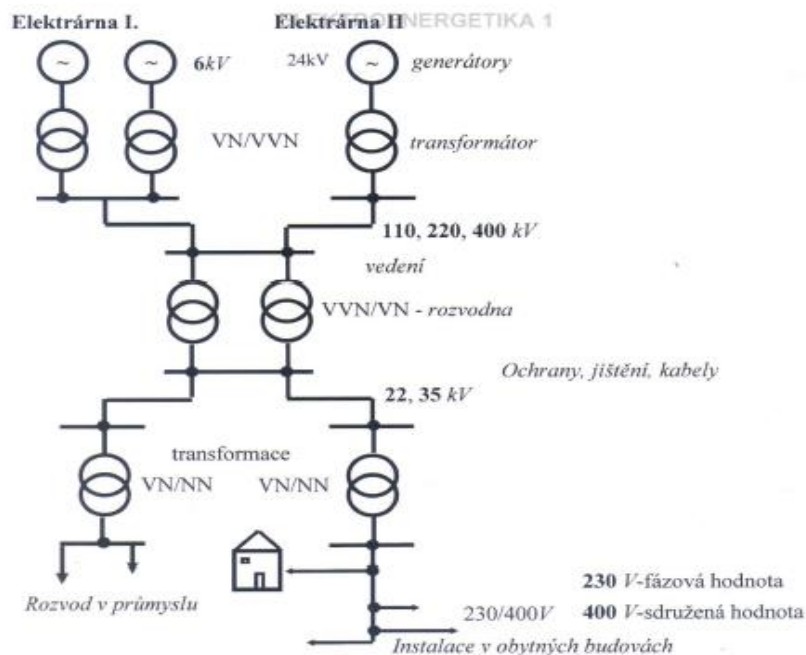 ELEKTROENERGETIKA 1
Elektrárna I. Elektrárna II
~ ~ 6kV 24kV ~ generátory
VN/VVN transformátor
110, 220, 400 kV
vedení
VVN/VN - rozvodna
Ochrany, jištění, kabely
22, 35 kV
transformace
VN/NN VN/NN
230 V-fázová hodnota
Rozvod v průmyslu 230/400V 400 V-sdružená hodnota
Instalace v obytných budovách